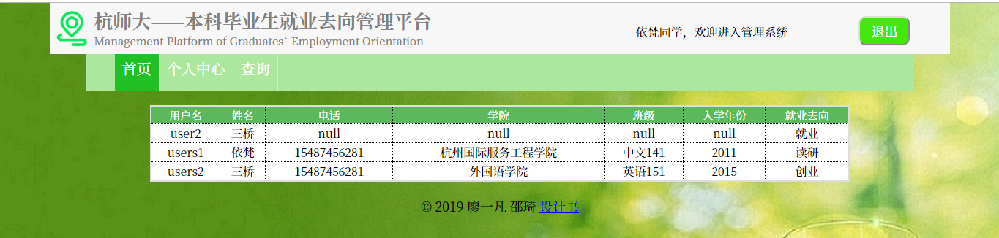 杭师大——本科毕业生就业去向管理平台
Management Platform of Graduates` Employment Orientation
依梵同学，欢迎进入管理系统
退出
首页 个人中心 查询
用户名 姓名 电话 学院 班级 入学年份 就业去向
user2 三桥 null null null null 就业
users1 依梵 15487456281 杭州国际服务工程学院 中文141 2011 读研
users2 三桥 15487456281 外国语学院 英语151 2015 创业
© 2019 廖一凡 邵琦 设计书